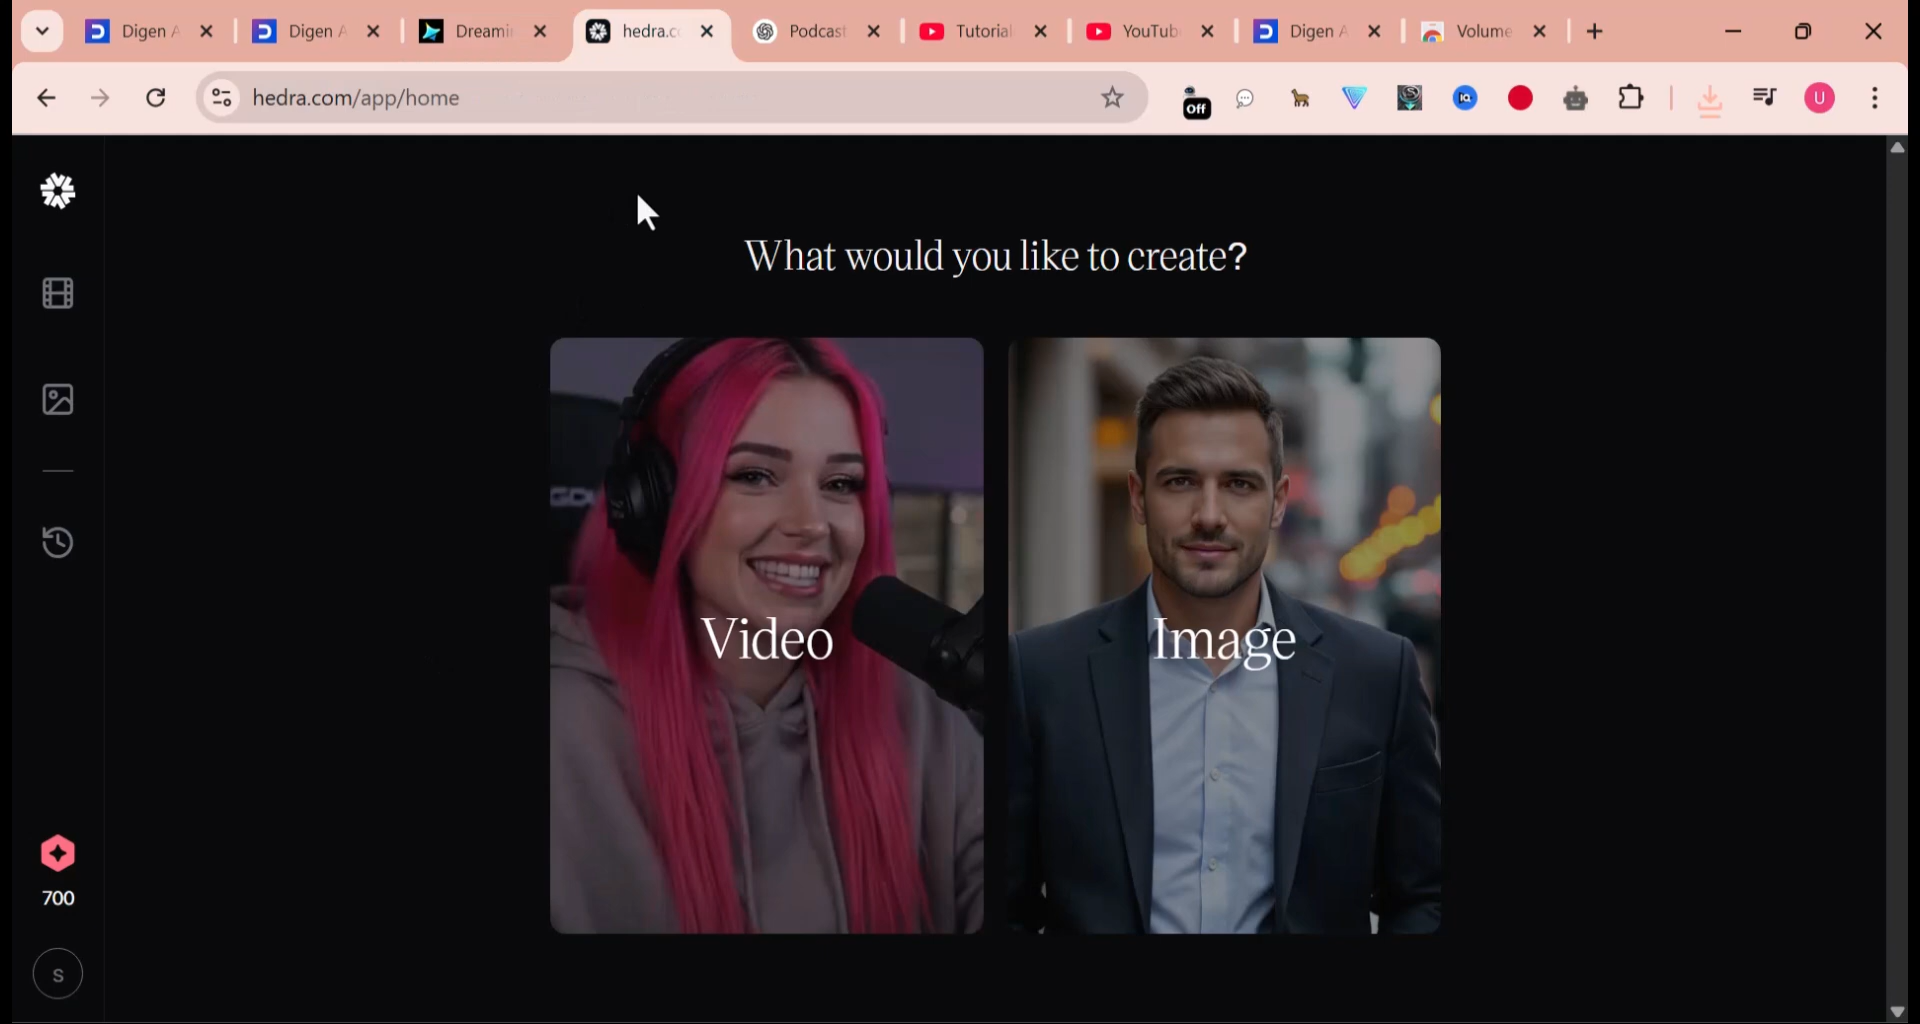 Digen A
Digen A
Dreami
hedra.c
Podcast
Tutorial
YouTub
Digen A
Volume
hedra.com/app/home
Off
IQ
U
What would you like to create?
Video
Image
700
S